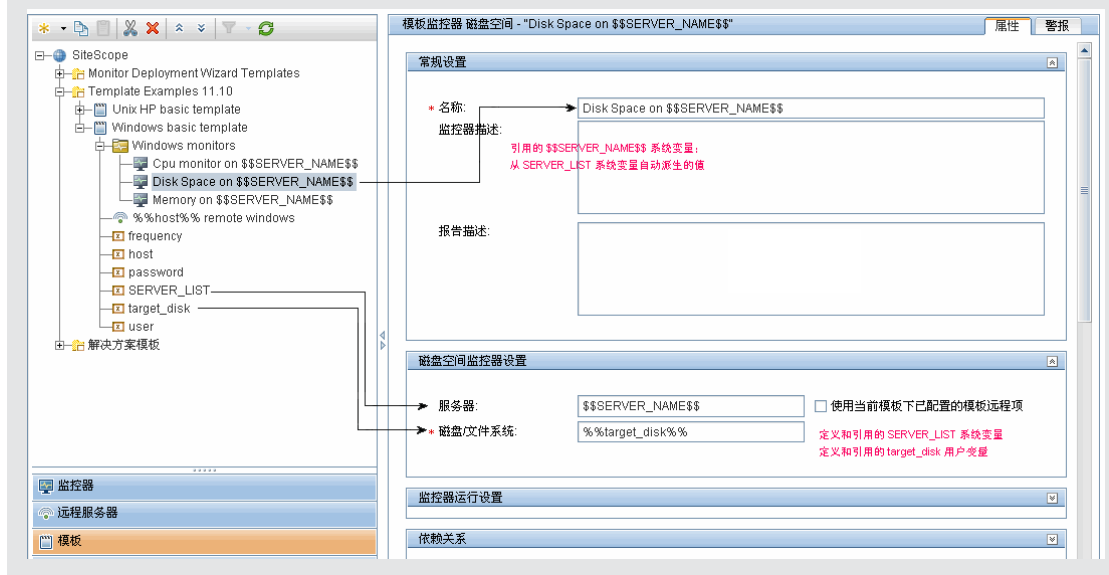 模板监控器 磁盘空间 - "Disk Space on $$SERVER_NAME$$"
属性
警报
SiteScope
Monitor Deployment Wizard Templates
Template Examples 11.10
Unix HP basic template
Windows basic template
Windows monitors
Cpu monitor on $$SERVER_NAME$$
Disk Space on $$SERVER_NAME$$
Memory on $$SERVER_NAME$$
%%host%% remote windows
frequency
host
password
SERVER_LIST
target_disk
user
解决方案模板
监控器
远程服务器
模板
常规设置
* 名称:
Disk Space on $$SERVER_NAME$$
监控器描述:
引用的 $$SERVER_NAME$$ 系统变量;
从 SERVER_LIST 系统变量自动派生的值
报告描述:
磁盘空间监控器设置
服务器:
$$SERVER_NAME$$
使用当前模板下已配置的模板远程项
* 磁盘/文件系统:
%%target_disk%%
定义和引用的 SERVER_LIST 系统变量
定义和引用的 target_disk 用户变量
监控器运行设置
依赖关系